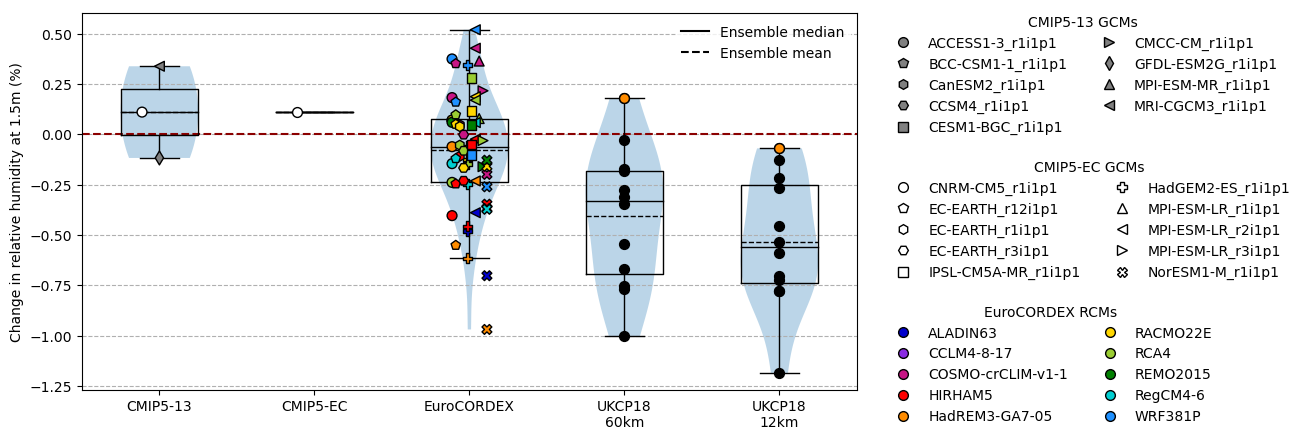 Change in relative humidity at 1.5m (%)
0.50
0.25
0.00
−0.25
−0.50
−0.75
−1.00
−1.25
Ensemble median
Ensemble mean
CMIP5-13
CMIP5-EC
EuroCORDEX
UKCP18
60km
UKCP18
12km
CMIP5-13 GCMs
ACCESS1-3_r1i1p1
BCC-CSM1-1_r1i1p1
CanESM2_r1i1p1
CCSM4_r1i1p1
CESM1-BGC_r1i1p1
CMCC-CM_r1i1p1
GFDL-ESM2G_r1i1p1
MPI-ESM-MR_r1i1p1
MRI-CGCM3_r1i1p1
CMIP5-EC GCMs
CNRM-CM5_r1i1p1
EC-EARTH_r12i1p1
EC-EARTH_r1i1p1
EC-EARTH_r3i1p1
IPSL-CM5A-MR_r1i1p1
HadGEM2-ES_r1i1p1
MPI-ESM-LR_r1i1p1
MPI-ESM-LR_r2i1p1
MPI-ESM-LR_r3i1p1
NorESM1-M_r1i1p1
EuroCORDEX RCMs
ALADIN63
CCLM4-8-17
COSMO-crCLIM-v1-1
HIRHAM5
HadREM3-GA7-05
RACMO22E
RCA4
REMO2015
RegCM4-6
WRF381P